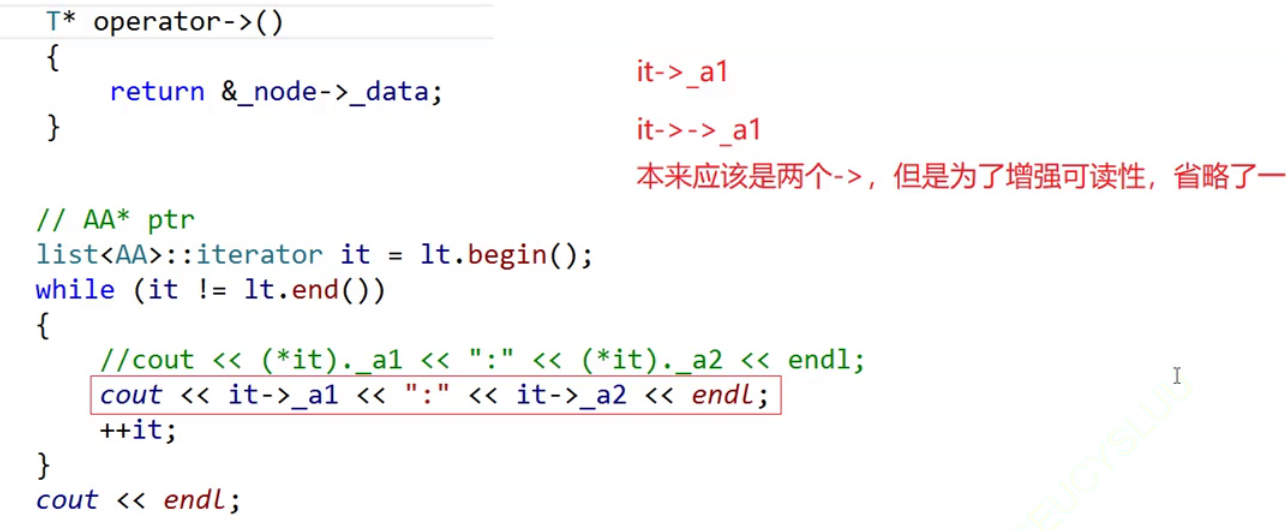 T* operator->()
{
return &_node->_data;
}
it->_a1
it->->_a1
本来应该是两个->，但是为了增强可读性，省略了一
// AA* ptr
list<AA>::iterator it = lt.begin();
while (it != lt.end())
{
//cout << (*it)._a1 << ":" << (*it)._a2 << endl;
cout << it->_a1 << ":" << it->_a2 << endl;
++it;
}
cout << endl;